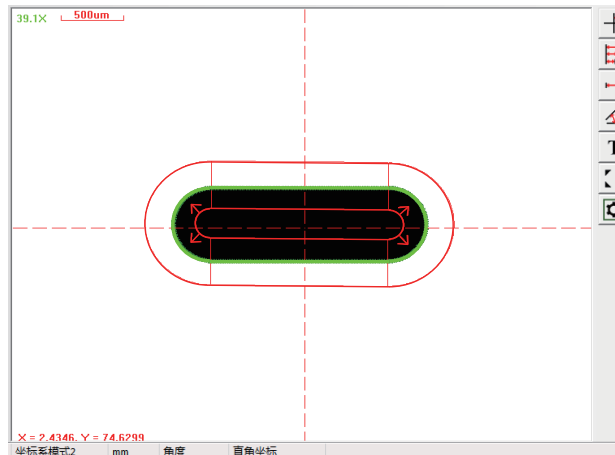 39.1X 500um
T
X = 2.4346, Y = 74.6299
坐标系模式2 mm 角度 直角坐标